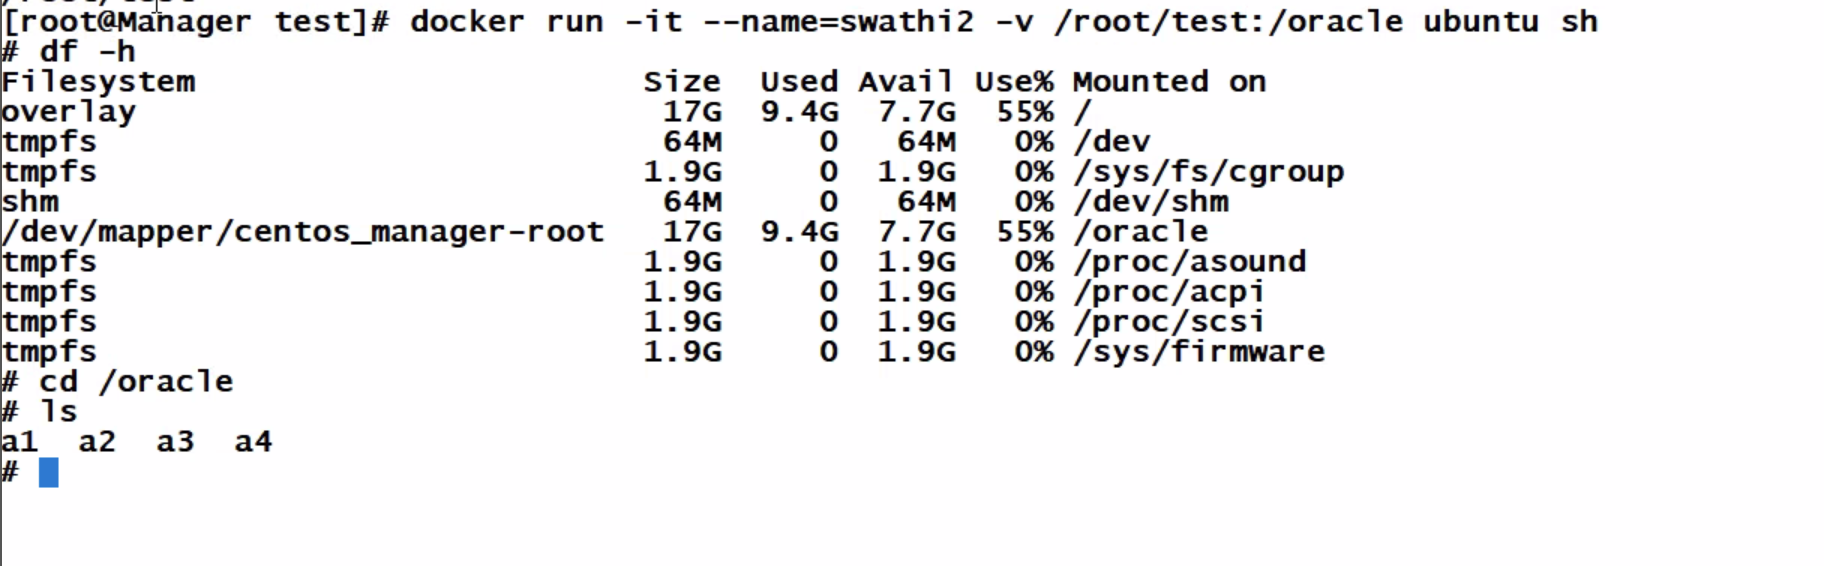 [root@Manager test]# docker run -it --name=swathi2 -v /root/test:/oracle ubuntu sh
# df -h
Filesystem Size Used Avail Use% Mounted on
overlay 17G 9.4G 7.7G 55% /
tmpfs 64M 0 64M 0% /dev
tmpfs 1.9G 0 1.9G 0% /sys/fs/cgroup
shm 64M 0 64M 0% /dev/shm
/dev/mapper/centos_manager-root 17G 9.4G 7.7G 55% /oracle
tmpfs 1.9G 0 1.9G 0% /proc/asound
tmpfs 1.9G 0 1.9G 0% /proc/acpi
tmpfs 1.9G 0 1.9G 0% /proc/scsi
tmpfs 1.9G 0 1.9G 0% /sys/firmware
# cd /oracle
# ls
a1 a2 a3 a4
#